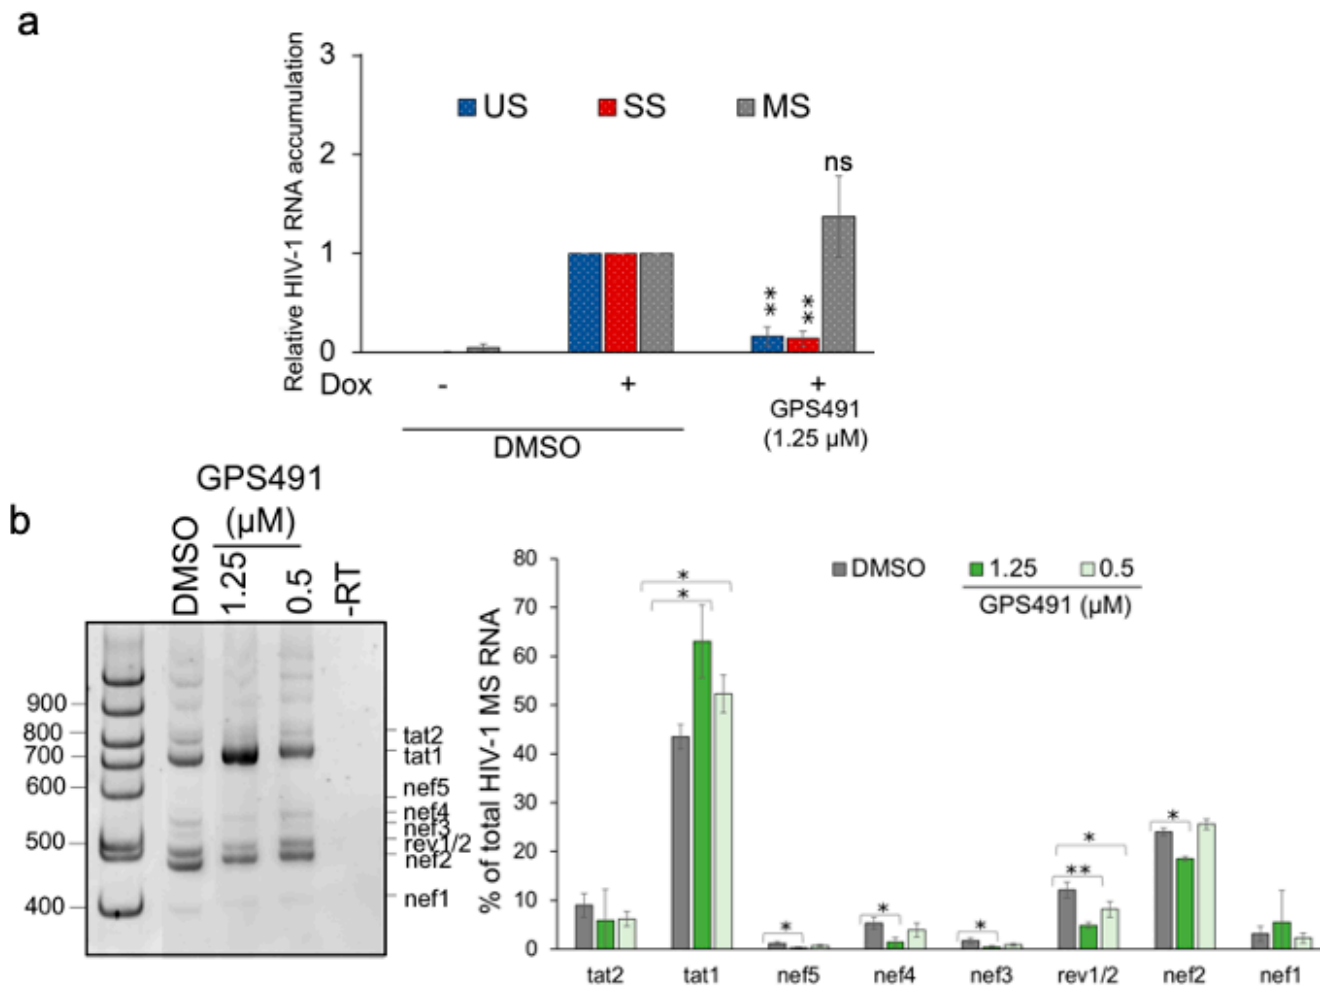 a
Relative HIV-1 RNA accumulation
3
2
1
0
US SS MS
** ** ns
Dox - + +
DMSO
GPS491
(1.25 µM)
b
GPS491
(µM)
DMSO 1.25 0.5 -RT
900
800
700
600
500
400
tat2
tat1
nef5
nef4
nef3
rev1/2
nef2
nef1
% of total HIV-1 MS RNA
80
70
60
50
40
30
20
10
0
DMSO 1.25 0.5
GPS491 (µM)
*
*
*
*
*
*
**
*
tat2 tat1 nef5 nef4 nef3 rev1/2 nef2 nef1